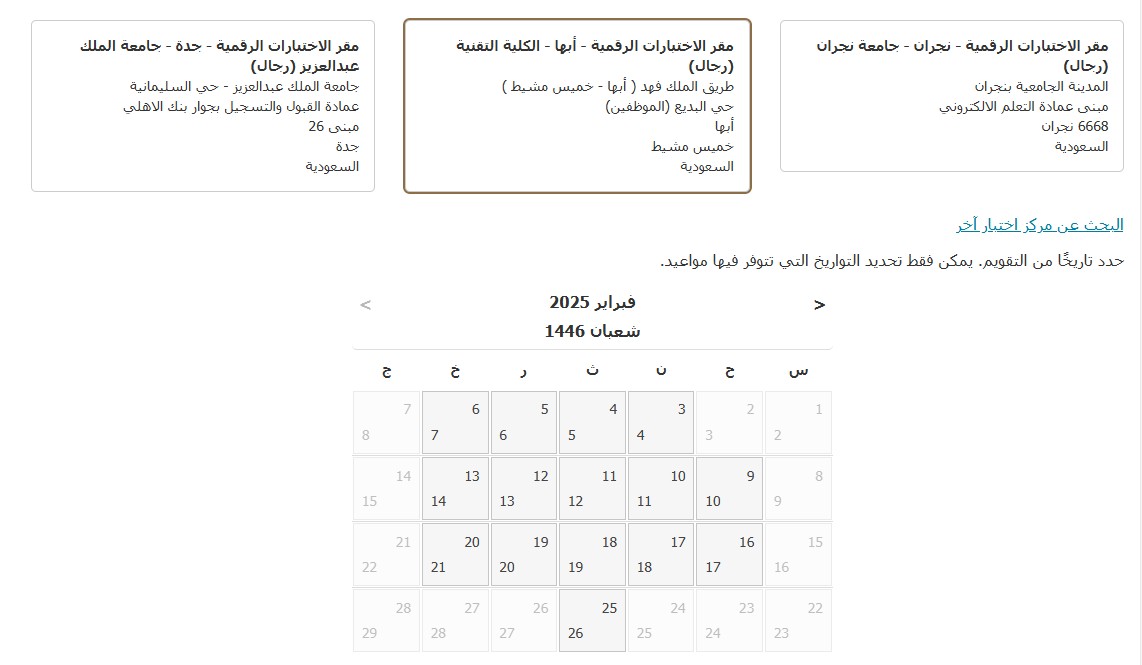 مقر الاختبارات الرقمية - نجران - جامعة نجران
(رجال)
المدينة الجامعية بنجران
مبنى عمادة التعلم الالكتروني
6668 نجران
السعودية
مقر الاختبارات الرقمية - أبها - الكلية التقنية
(رجال)
طريق الملك فهد ( أبها - خميس مشيط )
حي البديع (الموظفين)
أبها
خميس مشيط
السعودية
مقر الاختبارات الرقمية - جدة - جامعة الملك
عبدالعزيز (رجال)
جامعة الملك عبدالعزيز - حي السليمانية
عمادة القبول والتسجيل بجوار بنك الاهلي
مبنى 26
جدة
السعودية
البحث عن مركز اختبار آخر
حدد تاريخًا من التقويم. يمكن فقط تحديد التواريخ التي تتوفر فيها مواعيد.
فبراير 2025
شعبان 1446
س ح ن ث ر خ ج
1 2 3 4 5 6 7
2 3 4 5 6 7 8
8 9 10 11 12 13 14
9 10 11 12 13 14 15
15 16 17 18 19 20 21
16 17 18 19 20 21 22
22 23 24 25 26 27 28
23 24 25 26 27 28 29